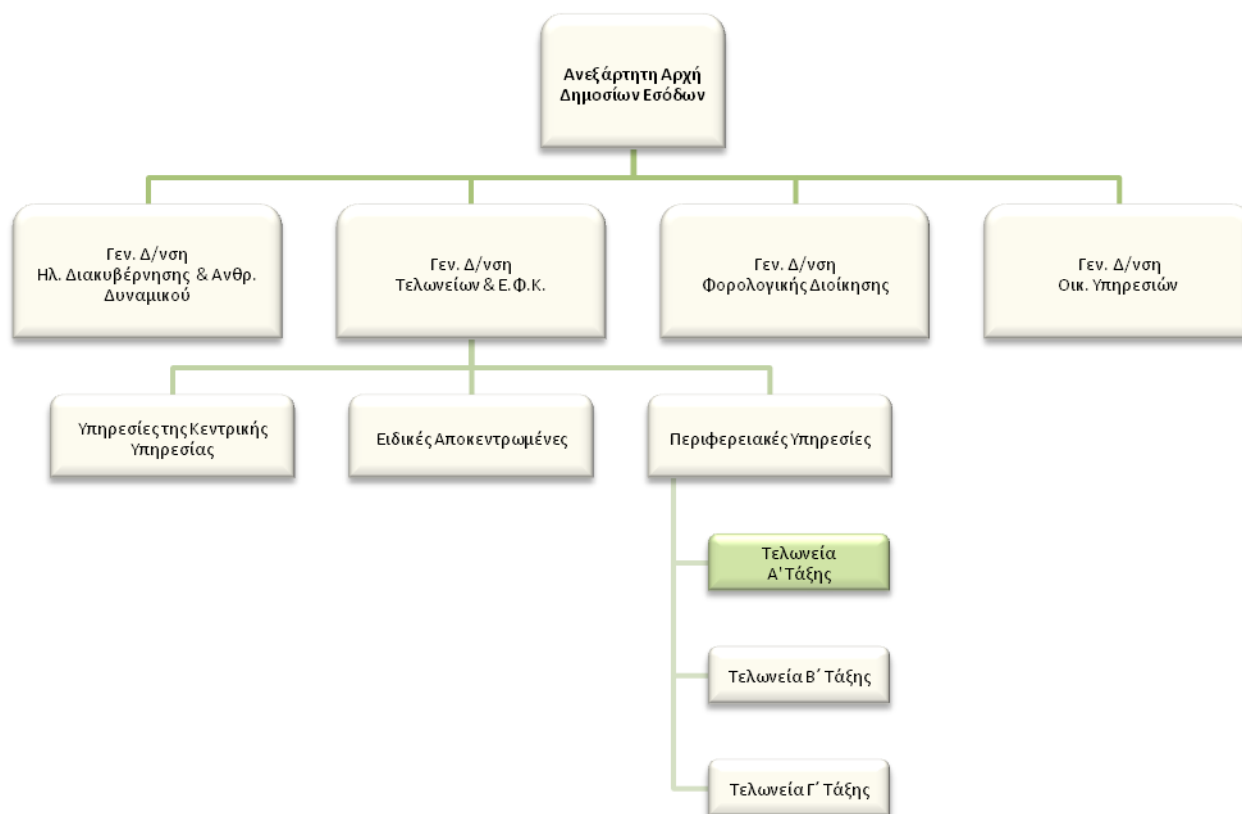 Ανεξάρτητη Αρχή
Δημοσίων Εσόδων
Γεν. Δ/νση
Ηλ. Διακυβέρνησης & Ανθρ.
Δυναμικού
Γεν. Δ/νση
Τελωνείων & Ε.Φ.Κ.
Γεν. Δ/νση
Φορολογικής Διοίκησης
Γεν. Δ/νση
Οικ. Υπηρεσιών
Υπηρεσίες της Κεντρικής
Υπηρεσίας
Ειδικές Αποκεντρωμένες
Περιφερειακές Υπηρεσίες
Τελωνεία
Α' Τάξης
Τελωνεία Β΄ Τάξης
Τελωνεία Γ΄ Τάξης